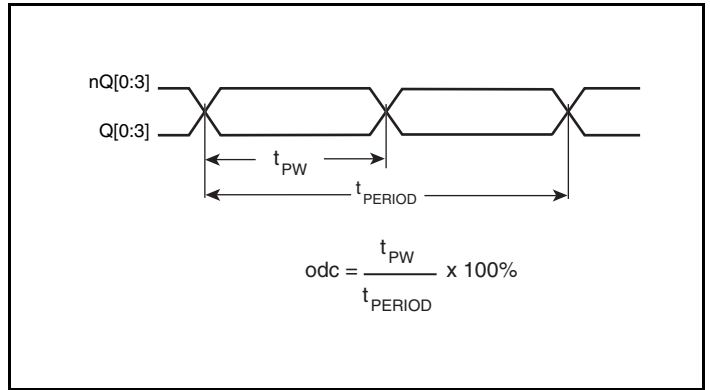 nQ[0:3]
Q[0:3]
tPW
tPERIOD
odc = tPW / tPERIOD x 100%